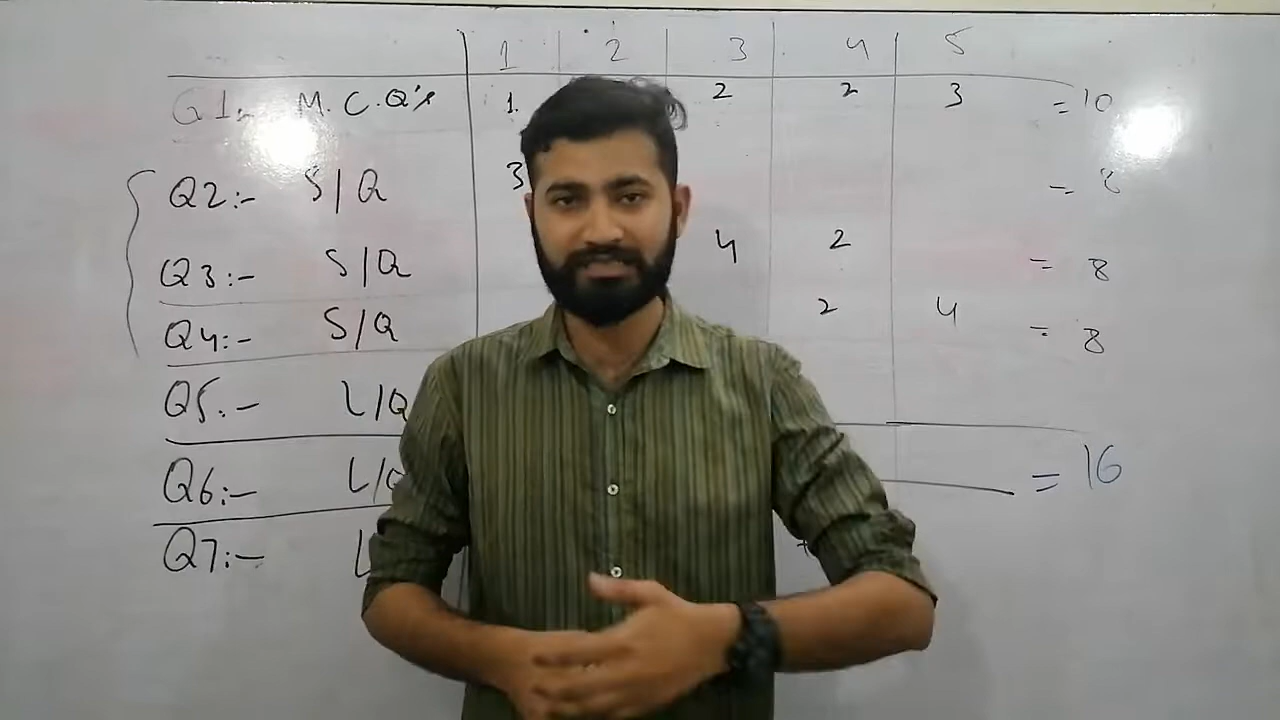 1 2 3 4 5
Q1:- M.C.Q's 1. 2 2 3 = 10
Q2:- S/Q 3 = 8
Q3:- S/Q 4 2 = 8
Q4:- S/Q 2 4 = 8
Q5:- L/Q
Q6:- L/Q = 16
Q7:- L